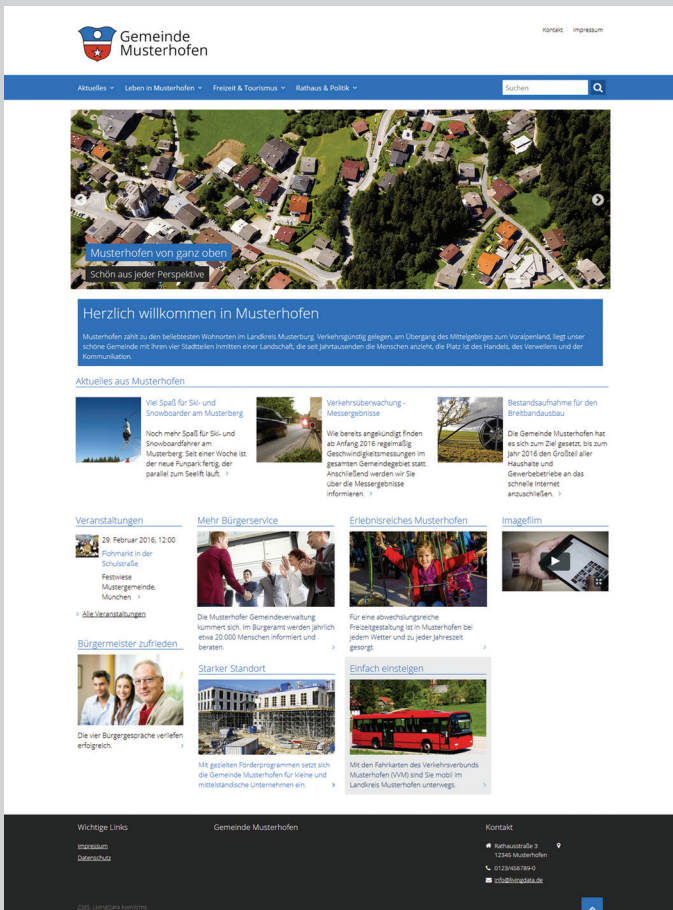 Gemeinde
Musterhofen
Kontakt Impressum
Aktuelles Leben in Musterhofen Freizeit & Tourismus Rathaus & Politik Suchen
Musterhofen von ganz oben
Schön aus jeder Perspektive
Herzlich willkommen in Musterhofen
Musterhofen zählt zu den beliebtesten Wohnorten im Landkreis Musterburg. Verkehrsgünstig gelegen, am Übergang des Mittelgebirges zum Voralpenland, liegt unser
schöne Gemeinde mit ihren vier Stadtteilen inmitten einer Landschaft, die seit Jahrtausenden die Menschen anzieht, die Platz ist des Handels, des Verweilens und der
Kommunikation.
Aktuelles aus Musterhofen
Viel Spaß für Ski- und
Snowboarder am Musterberg
Noch mehr Spaß für Ski- und
Snowboardfahrer am
Musterberg: Seit einer Woche ist
der neue Funpark fertig, der
parallel zum Seelift läuft. >
Verkehrsüberwachung -
Messergebnisse
Wie bereits angekündigt finden
ab Anfang 2016 regelmäßig
Geschwindigkeitsmessungen im
gesamten Gemeindegebiet statt.
Anschließend werden wir Sie
über die Messergebnisse
informieren. >
Bestandsaufnahme für den
Breitbandausbau
Die Gemeinde Musterhofen hat
es sich zum Ziel gesetzt, bis zum
Jahr 2016 den Großteil aller
Haushalte und
Gewerbebetriebe an das
schnelle Internet
anzuschließen. >
Veranstaltungen
29. Februar 2016, 12:00
Flohmarkt in der
Schulstraße
Festwiese
Mustergemeinde,
München >
> Alle Veranstaltungen
Bürgermeister zufrieden
Die vier Bürgergespräche verliefen
erfolgreich. >
Mehr Bürgerservice
Die Musterhofer Gemeindeverwaltung
kümmert sich. Im Bürgeramt werden jährlich
etwa 20.000 Menschen informiert und
beraten. >
Starker Standort
Mit gezielten Förderprogrammen setzt sich
die Gemeinde Musterhofen für kleine und
mittelständische Unternehmen ein. >
Erlebnisreiches Musterhofen
Für eine abwechslungsreiche
Freizeitgestaltung ist in Musterhofen bei
jedem Wetter und zu jeder Jahreszeit
gesorgt. >
Einfach einsteigen
Mit den Fahrkarten des Verkehrsverbunds
Musterhofen (VVM) sind Sie mobil im
Landkreis Musterhofen unterwegs. >
Imagefilm
Wichtige Links
Impressum
Datenschutz
Gemeinde Musterhofen
Kontakt
Rathausstraße 3
12345 Musterhofen
0123/456789-0
info@livingdata.de
CMS: LivingData komXcms